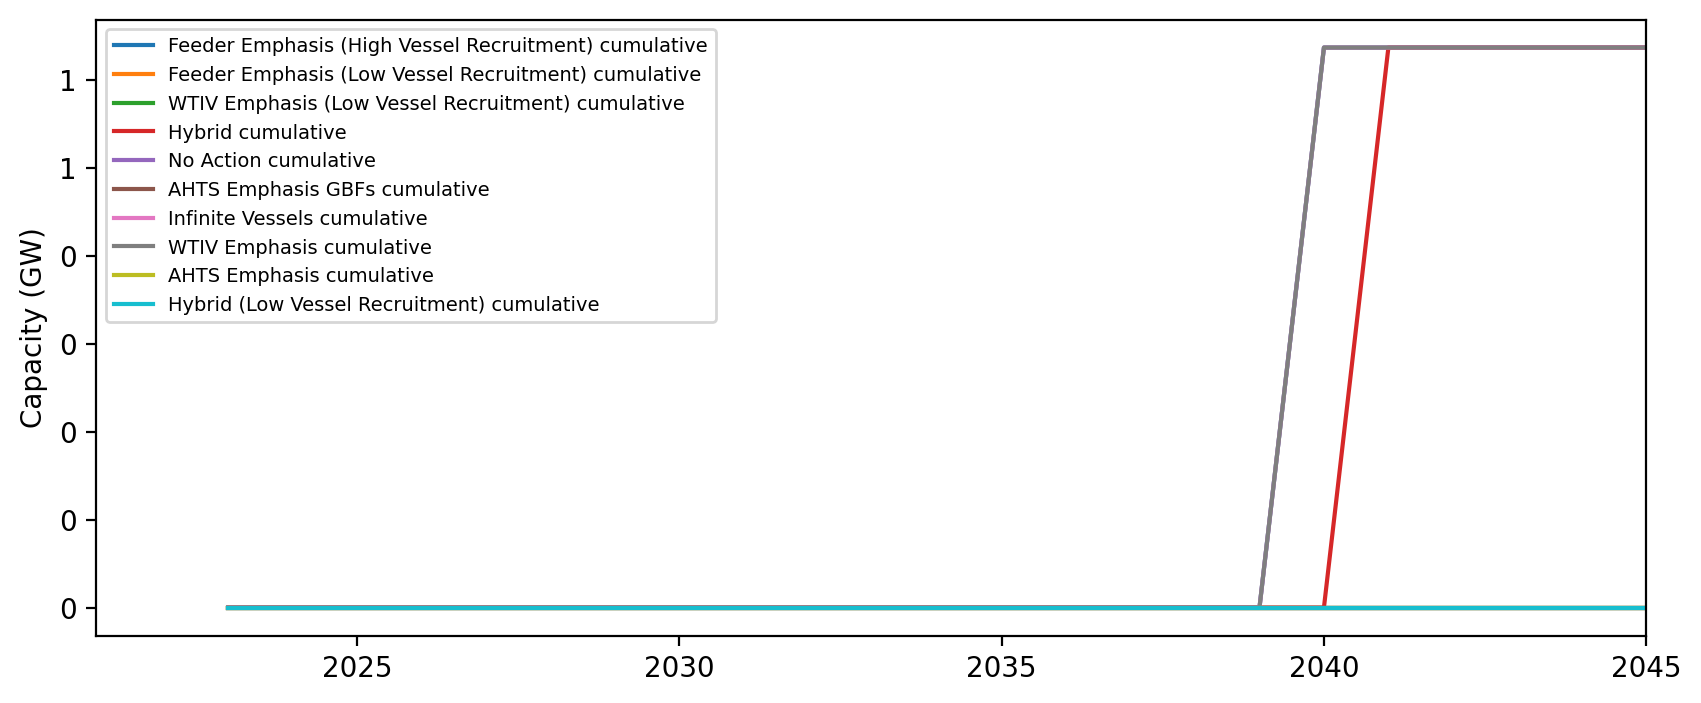 Feeder Emphasis (High Vessel Recruitment) cumulative
Feeder Emphasis (Low Vessel Recruitment) cumulative
WTIV Emphasis (Low Vessel Recruitment) cumulative
Hybrid cumulative
No Action cumulative
AHTS Emphasis GBFs cumulative
Infinite Vessels cumulative
WTIV Emphasis cumulative
AHTS Emphasis cumulative
Hybrid (Low Vessel Recruitment) cumulative
Capacity (GW)
1
1
0
0
0
0
0
2025 2030 2035 2040 2045